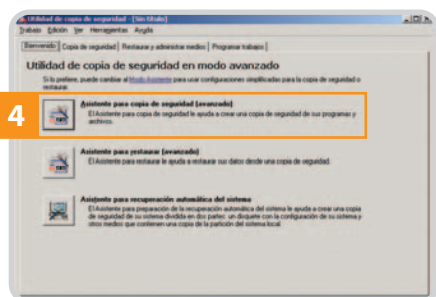 Utilidad de copia de seguridad - [Sin título]
Trabajo Edición Ver Herramientas Ayuda
Bienvenido Copia de seguridad Restaurar y administrar medios Programar trabajos
Utilidad de copia de seguridad en modo avanzado
Si lo prefiere, puede cambiar al Modo Asistente para usar configuraciones simplificadas para la copia de seguridad o
restaurar.
4
Asistente para copia de seguridad (avanzado)
El Asistente para copia de seguridad le ayuda a crear una copia de seguridad de sus programas y
archivos.
Asistente para restaurar (avanzado)
El Asistente para restaurar le ayuda a restaurar sus datos desde una copia de seguridad.
Asistente para recuperación automática del sistema
El Asistente para preparación de la recuperación automática del sistema le ayuda a crear una copia
de seguridad de su sistema dividida en dos partes: un disquete con la configuración de su sistema y
otros medios que contienen una copia de la partición del sistema local.